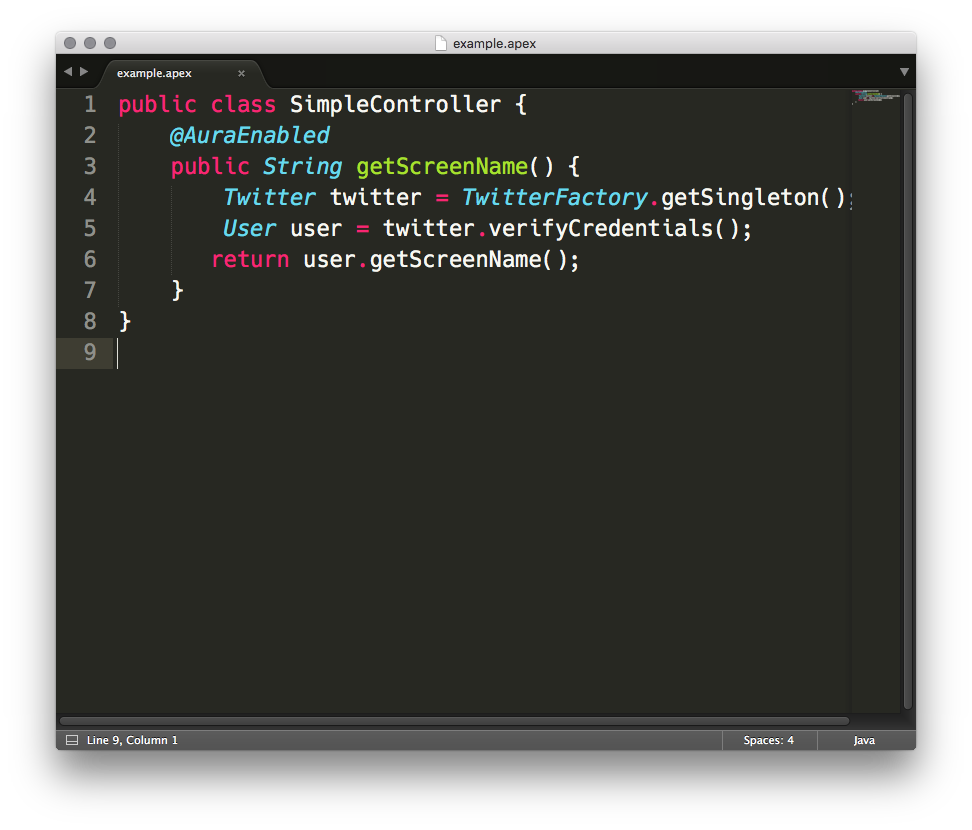 example.apex
example.apex ×
1 public class SimpleController {
2     @AuraEnabled
3     public String getScreenName() {
4         Twitter twitter = TwitterFactory.getSingleton();
5         User user = twitter.verifyCredentials();
6        return user.getScreenName();
7     }
8 }
9
Line 9, Column 1 Spaces: 4 Java